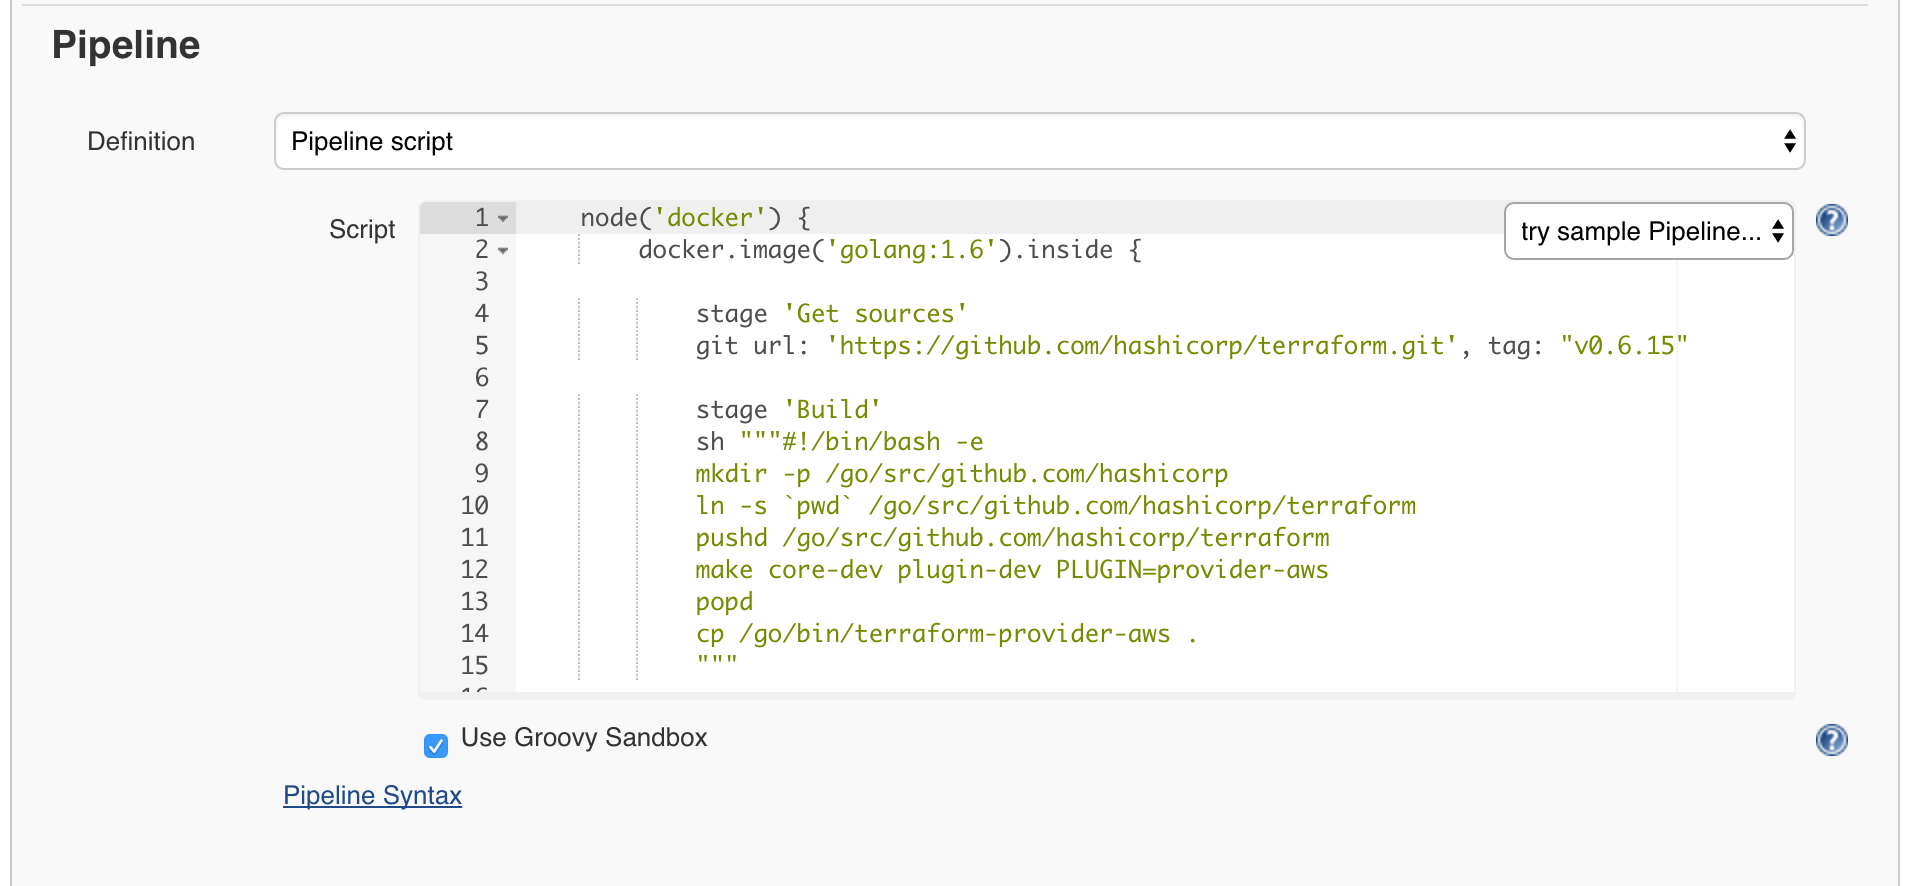 Pipeline
Definition
Pipeline script
Script
1 node('docker') {
try sample Pipeline...
2 docker.image('golang:1.6').inside {
3
4 stage 'Get sources'
5 git url: 'https://github.com/hashicorp/terraform.git', tag: "v0.6.15"
6
7 stage 'Build'
8 sh """#!/bin/bash -e
9 mkdir -p /go/src/github.com/hashicorp
10 ln -s `pwd` /go/src/github.com/hashicorp/terraform
11 pushd /go/src/github.com/hashicorp/terraform
12 make core-dev plugin-dev PLUGIN=provider-aws
13 popd
14 cp /go/bin/terraform-provider-aws .
15 """
16
Use Groovy Sandbox
Pipeline Syntax